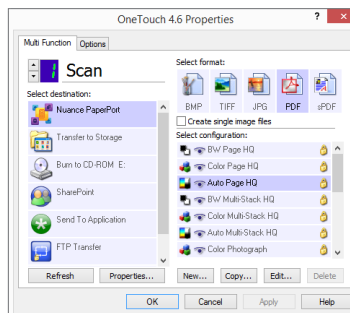 OneTouch 4.6 Properties
?
×
Multi Function
Options
1
Scan
Select destination:
Nuance PaperPort
Transfer to Storage
Burn to CD-ROM E:
SharePoint
Send To Application
FTP Transfer
Refresh
Properties...
Select format:
BMP
TIFF
JPG
PDF
sPDF
Create single image files
Select configuration:
BW Page HQ
Color Page HQ
Auto Page HQ
BW Multi-Stack HQ
Color Multi-Stack HQ
Auto Multi-Stack HQ
Color Photograph
New...
Copy...
Edit...
Delete
OK
Cancel
Apply
Help